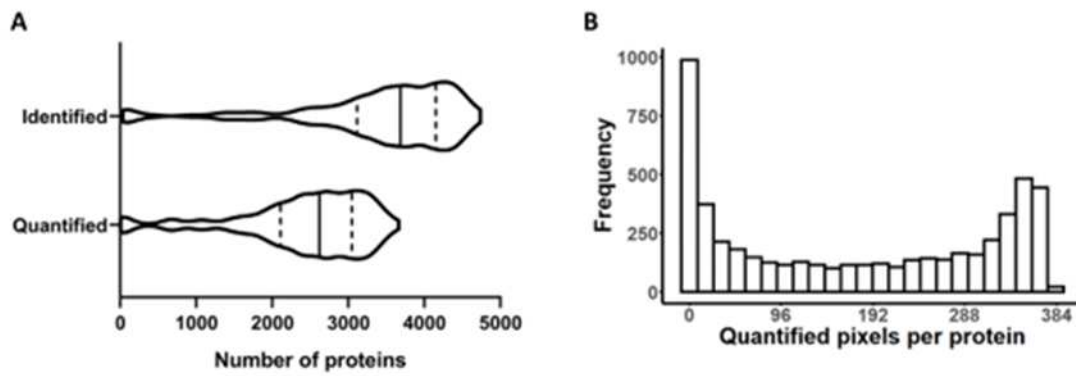 A
Identified
Quantified
0 1000 2000 3000 4000 5000
Number of proteins
B
Frequency
1000
750
500
250
0
0 96 192 288 384
Quantified pixels per protein